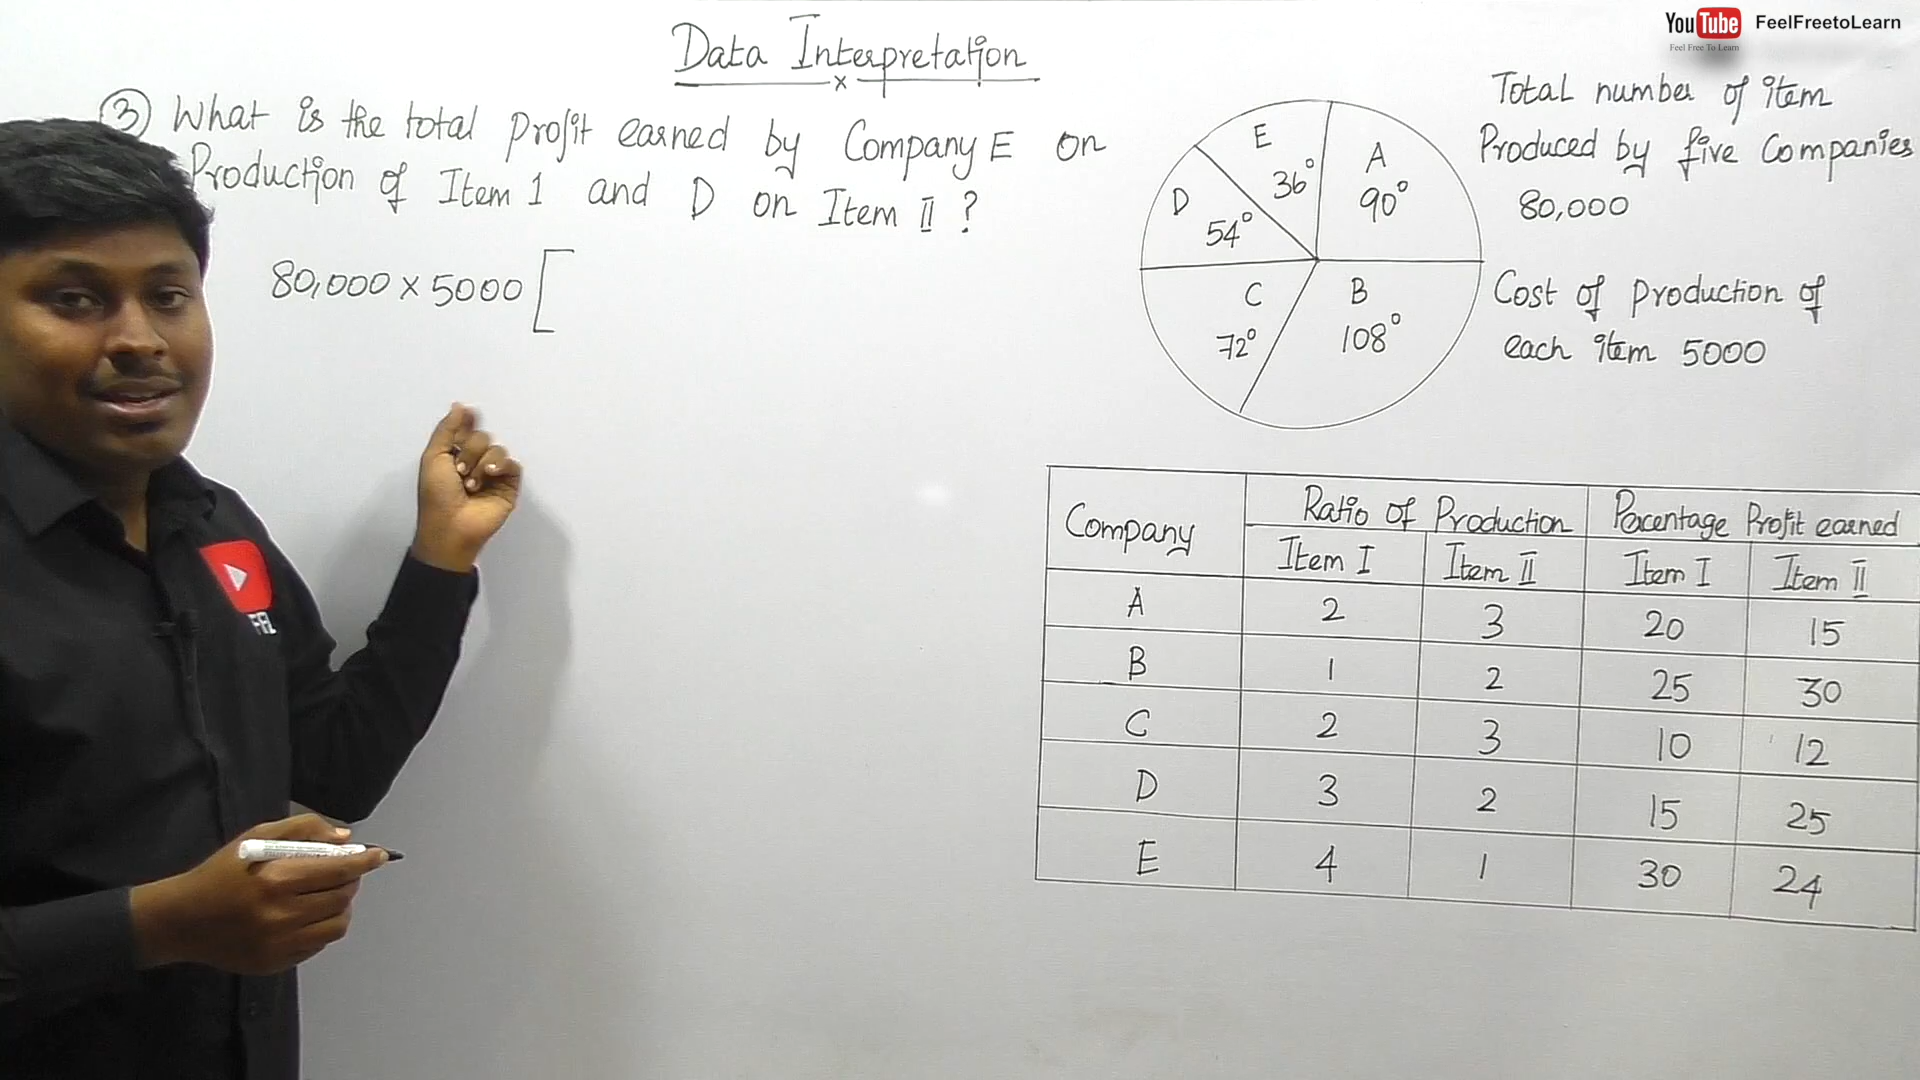 YouTube FeelFreetoLearn
Feel Free To Learn
Data Interpretation
x
③ What is the total Profit earned by Company E on
Production of Item 1 and D on Item II ?
80,000 × 5000 [
E
36°
A
90°
D
54°
C
72°
B
108°
Total number of item
Produced by five Companies
80,000
Cost of production of
each item 5000
Company Ratio of Production Percentage Profit earned
Item I Item II Item I Item II
A 2 3 20 15
B 1 2 25 30
C 2 3 10 12
D 3 2 15 25
E 4 1 30 24